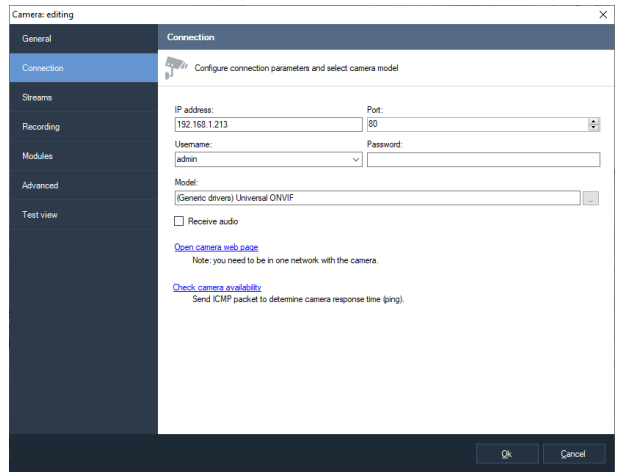 Camera: editing
General
Connection
Streams
Recording
Modules
Advanced
Test view
Connection
Configure connection parameters and select camera model
IP address: Port:
192.168.1.213 80
Username: Password:
admin
Model:
(Generic drivers) Universal ONVIF
..
Receive audio
Open camera web page
Note: you need to be in one network with the camera.
Check camera availability
Send ICMP packet to determine camera response time (ping).
Ok Cancel